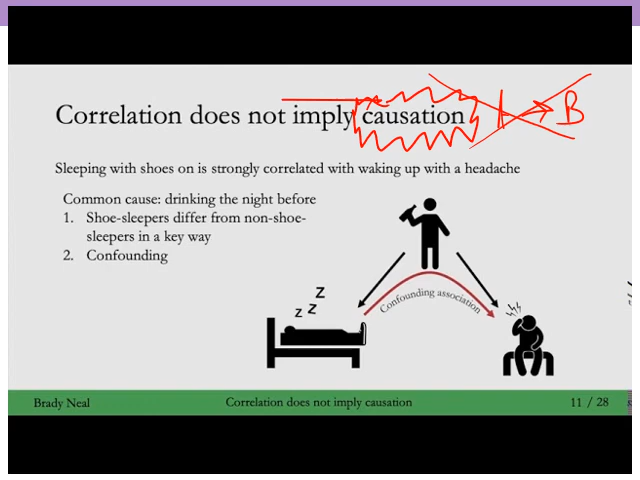 Correlation does not imply causation A → B
Sleeping with shoes on is strongly correlated with waking up with a headache
Common cause: drinking the night before
1. Shoe-sleepers differ from non-shoe-
sleepers in a key way
2. Confounding
z z Z
Confounding association
Brady Neal Correlation does not imply causation 11 / 28